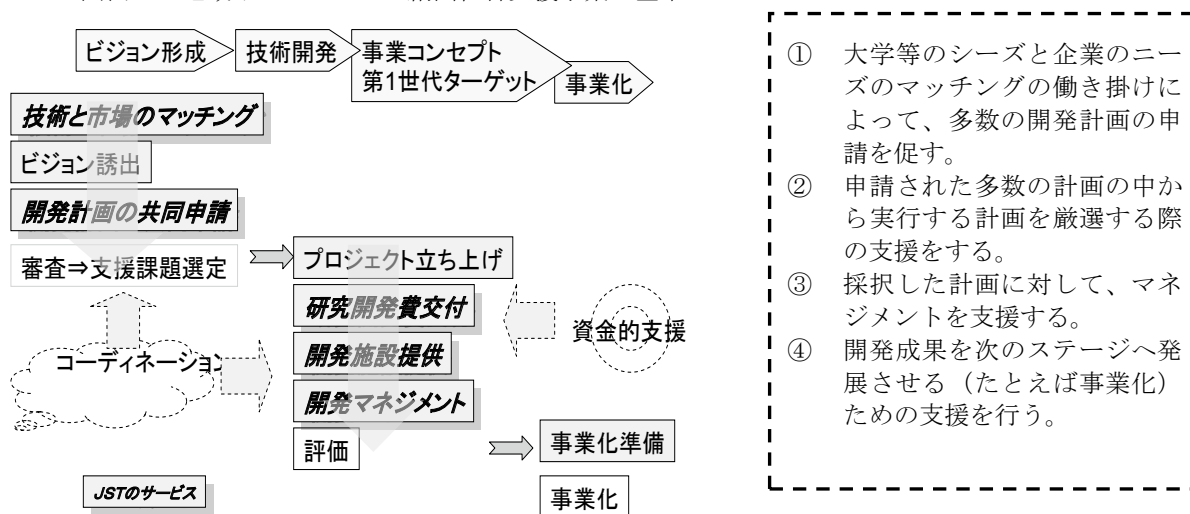 ビジョン形成
技術開発
事業コンセプト
第1世代ターゲット
事業化
技術と市場のマッチング
ビジョン誘出
開発計画の共同申請
審査⇒支援課題選定
プロジェクト立ち上げ
研究開発費交付
資金的支援
コーディネーション
開発施設提供
開発マネジメント
評価
事業化準備
JSTのサービス
事業化
① 大学等のシーズと企業のニー
ズのマッチングの働き掛けに
よって、多数の開発計画の申
請を促す。
② 申請された多数の計画の中か
ら実行する計画を厳選する際
の支援をする。
③ 採択した計画に対して、マネ
ジメントを支援する。
④ 開発成果を次のステージへ発
展させる（たとえば事業化）
ための支援を行う。